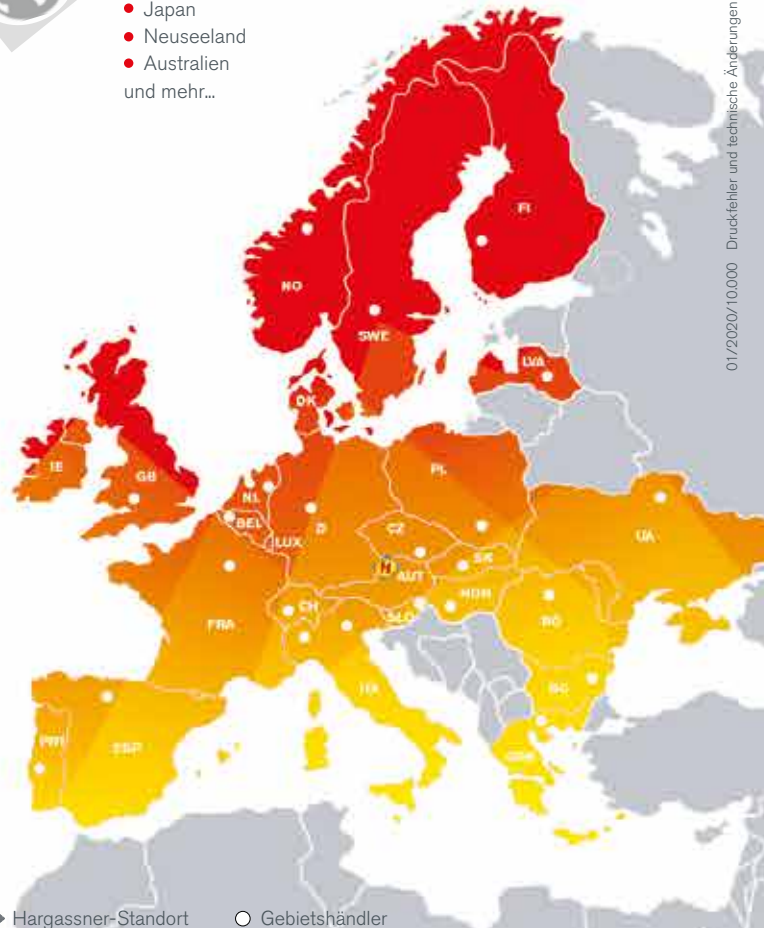 Japan
Neuseeland
Australien
und mehr...
01/2020/10.000 Druckfehler und technische Änderungen
FI
NO
SWE
LVA
DK
IE
GB
NL
BEL
LUX
D
PL
CZ
SK
UA
H
AUT
CH
HUN
SLO
RO
FRA
ITA
BG
PRT
ESP
Hargassner-Standort
Gebietshändler